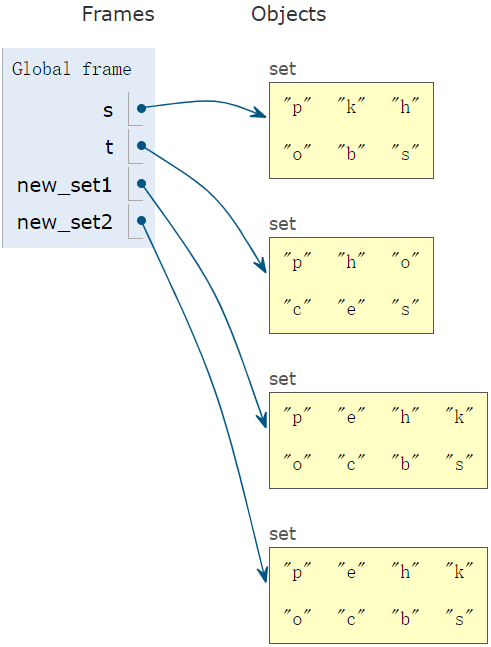 Frames Objects
Global frame
s
t
new_set1
new_set2
set
"p" "k" "h"
"o" "b" "s"
set
"p" "h" "o"
"c" "e" "s"
set
"p" "e" "h" "k"
"o" "c" "b" "s"
set
"p" "e" "h" "k"
"o" "c" "b" "s"